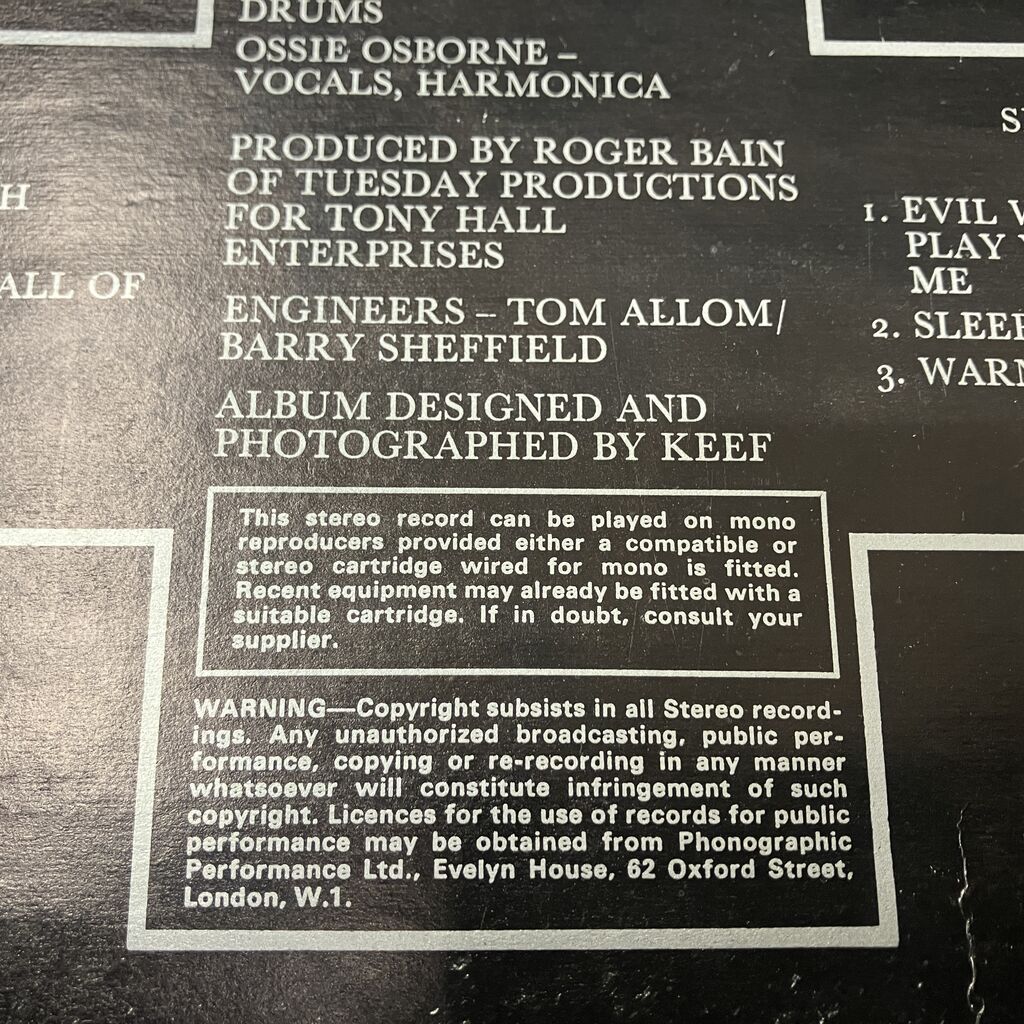 DRUMS
OSSIE OSBORNE –
VOCALS, HARMONICA
PRODUCED BY ROGER BAIN
OF TUESDAY PRODUCTIONS
FOR TONY HALL
ENTERPRISES
ENGINEERS – TOM ALLOM/
BARRY SHEFFIELD
ALBUM DESIGNED AND
PHOTOGRAPHED BY KEEF
This stereo record can be played on mono
reproducers provided either a compatible or
stereo cartridge wired for mono is fitted.
Recent equipment may already be fitted with a
suitable cartridge. If in doubt, consult your
supplier.
WARNING—Copyright subsists in all Stereo record-
ings. Any unauthorized broadcasting, public per-
formance, copying or re-recording in any manner
whatsoever will constitute infringement of such
copyright. Licences for the use of records for public
performance may be obtained from Phonographic
Performance Ltd., Evelyn House, 62 Oxford Street,
London, W.1.
H
ALL OF
S
1. EVIL
PLAY
ME
2. SLEE
3. WAR